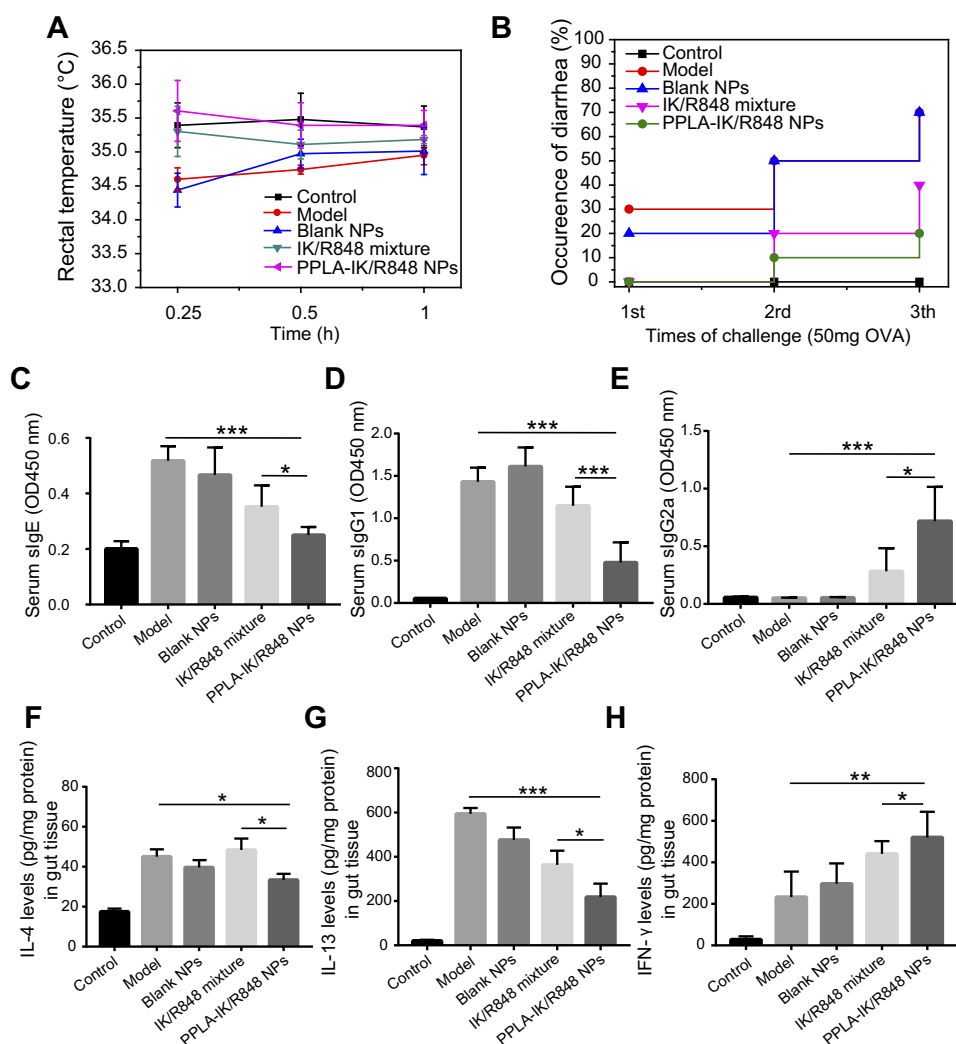 A
Rectal temperature (°C)
36.5
36.0
35.5
35.0
34.5
34.0
33.5
33.0
Control
Model
Blank NPs
IK/R848 mixture
PPLA-IK/R848 NPs
0.25
0.5
1
Time (h)
B
Occureence of diarrhea (%)
100
90
80
70
60
50
40
30
20
10
0
Control
Model
Blank NPs
IK/R848 mixture
PPLA-IK/R848 NPs
1st
2rd
3th
Times of challenge (50mg OVA)
C
Serum sIgE (OD450 nm)
0.6
0.4
0.2
0.0
***
*
Control
Model
Blank NPs
IK/R848 mixture
PPLA-IK/R848 NPs
D
Serum sIgG1 (OD450 nm)
2.0
1.5
1.0
0.5
0.0
***
***
Control
Model
Blank NPs
IK/R848 mixture
PPLA-IK/R848 NPs
E
Serum sIgG2a (OD450 nm)
1.5
1.0
0.5
0.0
***
*
Control
Model
Blank NPs
IK/R848 mixture
PPLA-IK/R848 NPs
F
IL-4 levels (pg/mg protein)
in gut tissue
80
60
40
20
0
*
*
Control
Model
Blank NPs
IK/R848 mixture
PPLA-IK/R848 NPs
G
IL-13 levels (pg/mg protein)
in gut tissue
800
600
400
200
0
***
*
Control
Model
Blank NPs
IK/R848 mixture
PPLA-IK/R848 NPs
H
IFN-γ levels (pg/mg protein)
in gut tissue
800
600
400
200
0
**
*
Control
Model
Blank NPs
IK/R848 mixture
PPLA-IK/R848 NPs